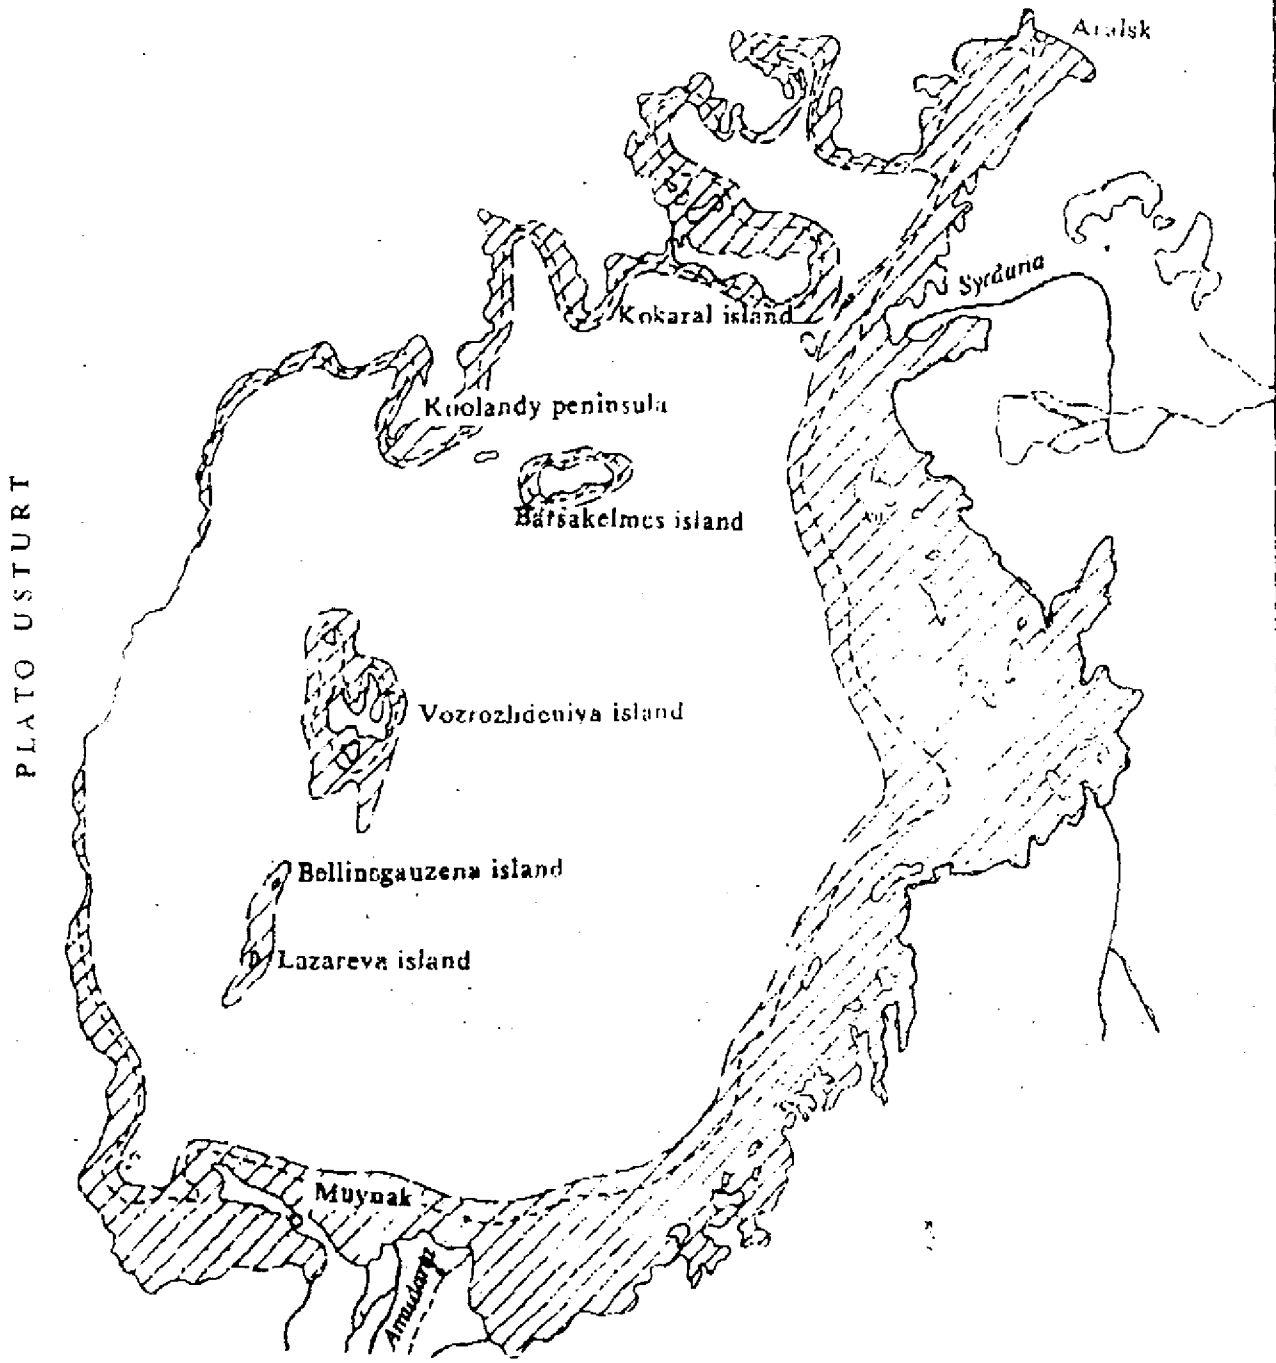 Aralsk
Syrdaria
Kokaral island
Koolandy peninsula
Barsakelmes island
PLATO USTURT
Vozrozhdeniya island
Bellinsgauzena island
Lazareva island
Muynak
Amudarya